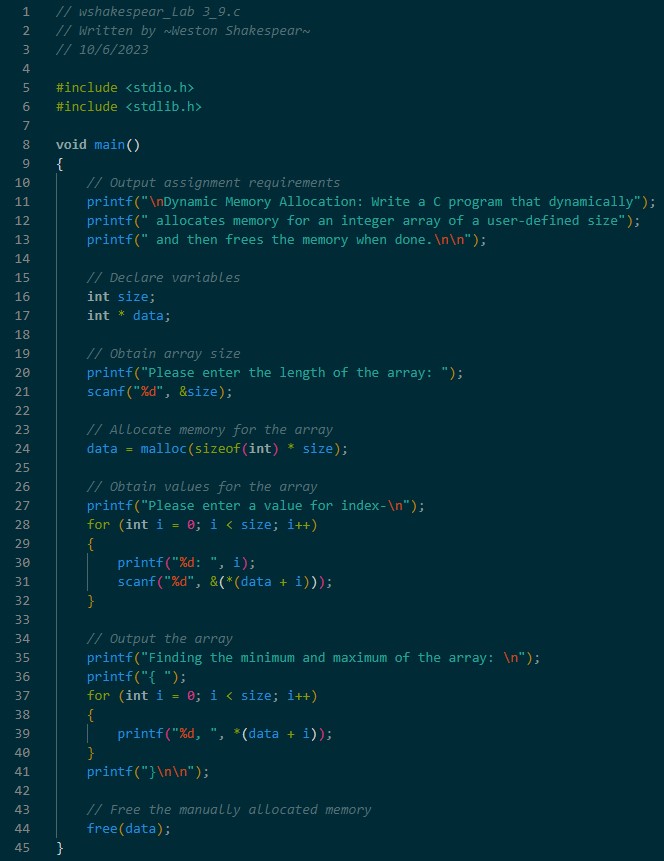 1 // wshakespear_Lab 3_9.c
2 // Written by ~Weston Shakespear~
3 // 10/6/2023
4
5 #include <stdio.h>
6 #include <stdlib.h>
7
8 void main()
9 {
10     // Output assignment requirements
11     printf("\nDynamic Memory Allocation: Write a C program that dynamically");
12     printf(" allocates memory for an integer array of a user-defined size");
13     printf(" and then frees the memory when done.\n\n");
14
15     // Declare variables
16     int size;
17     int * data;
18
19     // Obtain array size
20     printf("Please enter the length of the array: ");
21     scanf("%d", &size);
22
23     // Allocate memory for the array
24     data = malloc(sizeof(int) * size);
25
26     // Obtain values for the array
27     printf("Please enter a value for index-\n");
28     for (int i = 0; i < size; i++)
29     {
30         printf("%d: ", i);
31         scanf("%d", &(*(data + i)));
32     }
33
34     // Output the array
35     printf("Finding the minimum and maximum of the array: \n");
36     printf("{ ");
37     for (int i = 0; i < size; i++)
38     {
39         printf("%d, ", *(data + i));
40     }
41     printf("}\n\n");
42
43     // Free the manually allocated memory
44     free(data);
45 }